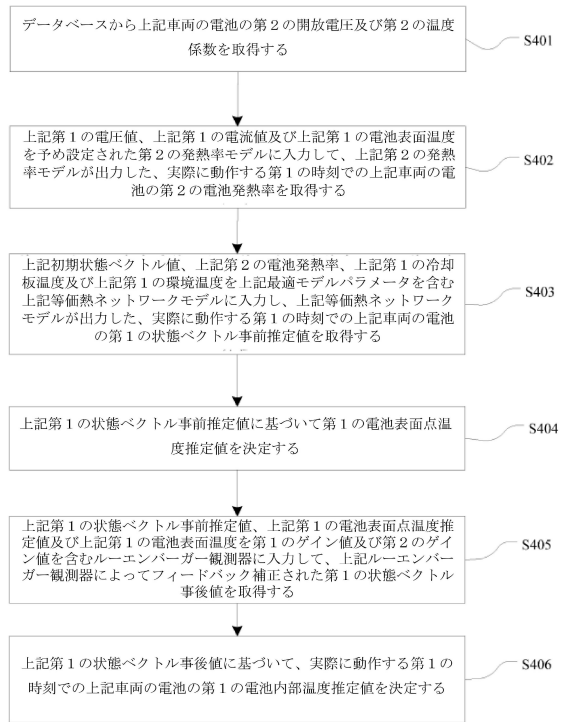 データベースから上記車両の電池の第2の開放電圧及び第2の温度
係数を取得する
S401
上記第1の電圧値、上記第1の電流値及び上記第1の電池表面温度
を予め設定された第2の発熱率モデルに入力して、上記第2の発熱
率モデルが出力した、実際に動作する第1の時刻での上記車両の電
池の第2の電池発熱率を取得する
S402
上記初期状態ベクトル値、上記第2の電池発熱率、上記第1の冷却
板温度及び上記第1の環境温度を上記最適モデルパラメータを含む
上記等価熱ネットワークモデルに入力し、上記等価熱ネットワーク
モデルが出力した、実際に動作する第1の時刻での上記車両の電池
の第1の状態ベクトル事前推定値を取得する
S403
上記第1の状態ベクトル事前推定値に基づいて第1の電池表面点温
度推定値を決定する
S404
上記第1の状態ベクトル事前推定値、上記第1の電池表面点温度推
定値及び上記第1の電池表面温度を第1のゲイン値及び第2のゲイ
ン値を含むルーエンバーガー観測器に入力して、上記ルーエンバー
ガー観測器によってフィードバック補正された第1の状態ベクトル
事後値を取得する
S405
上記第1の状態ベクトル事後値に基づいて、実際に動作する第1の
時刻での上記車両の電池の第1の電池内部温度推定値を決定する
S406